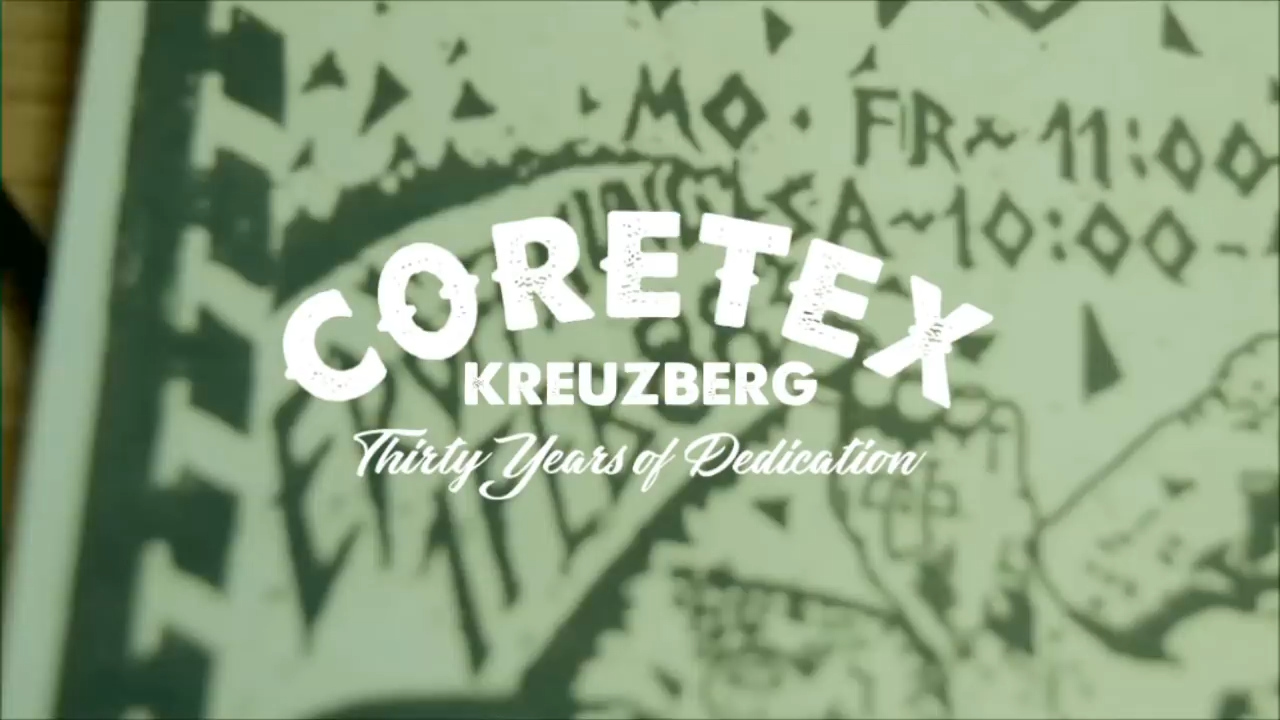 MO. FR~11:00
SA~10:00-
CORETEX
KREUZBERG
Thirty Years of Dedication